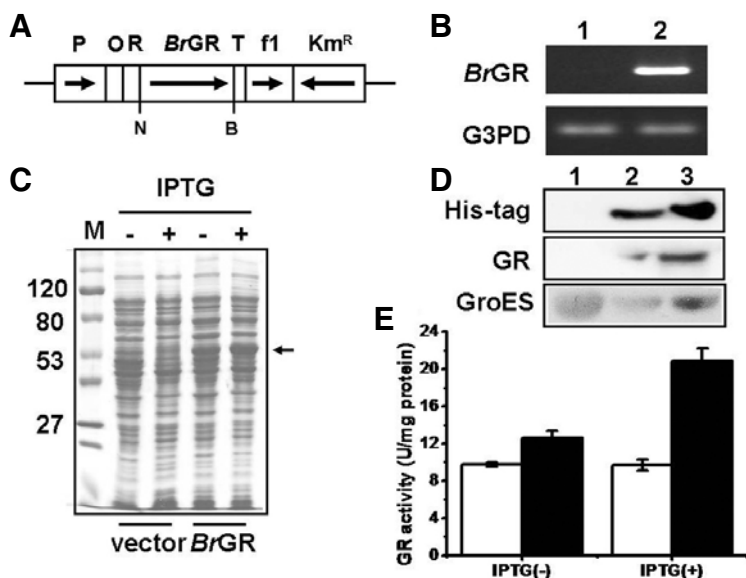 A
P O R BrGR T f1 KmR
N B
B
1 2
BrGR
G3PD
C
IPTG
M - + - +
120
80
53
27
vector BrGR
D
1 2 3
His-tag
GR
GroES
E
GR activity (U/mg protein)
24
20
16
12
8
4
0
IPTG(-) IPTG(+)